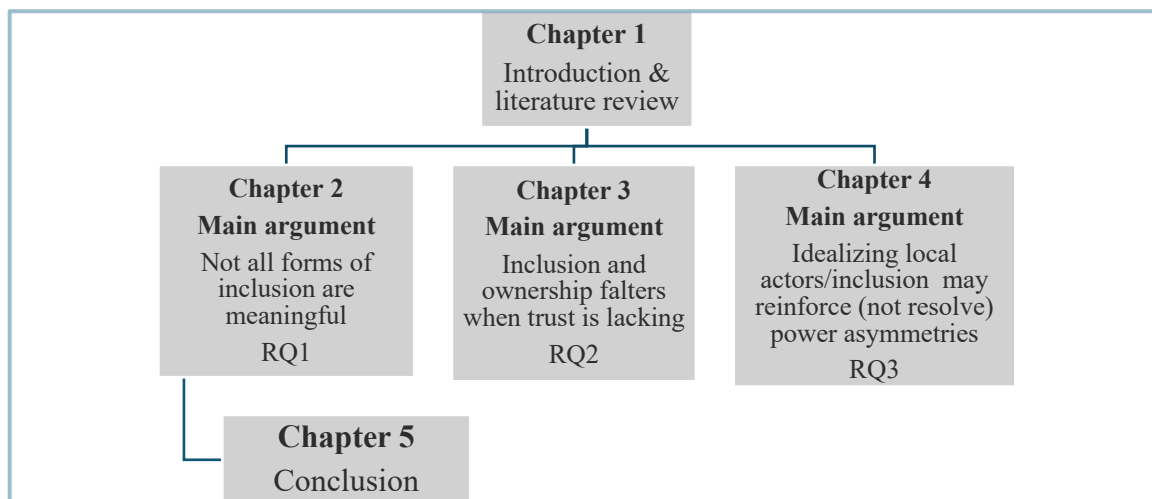 Chapter 1
Introduction &
literature review
Chapter 2
Main argument
Not all forms of
inclusion are
meaningful
RQ1
Chapter 3
Main argument
Inclusion and
ownership falters
when trust is lacking
RQ2
Chapter 4
Main argument
Idealizing local
actors/inclusion may
reinforce (not resolve)
power asymmetries
RQ3
Chapter 5
Conclusion